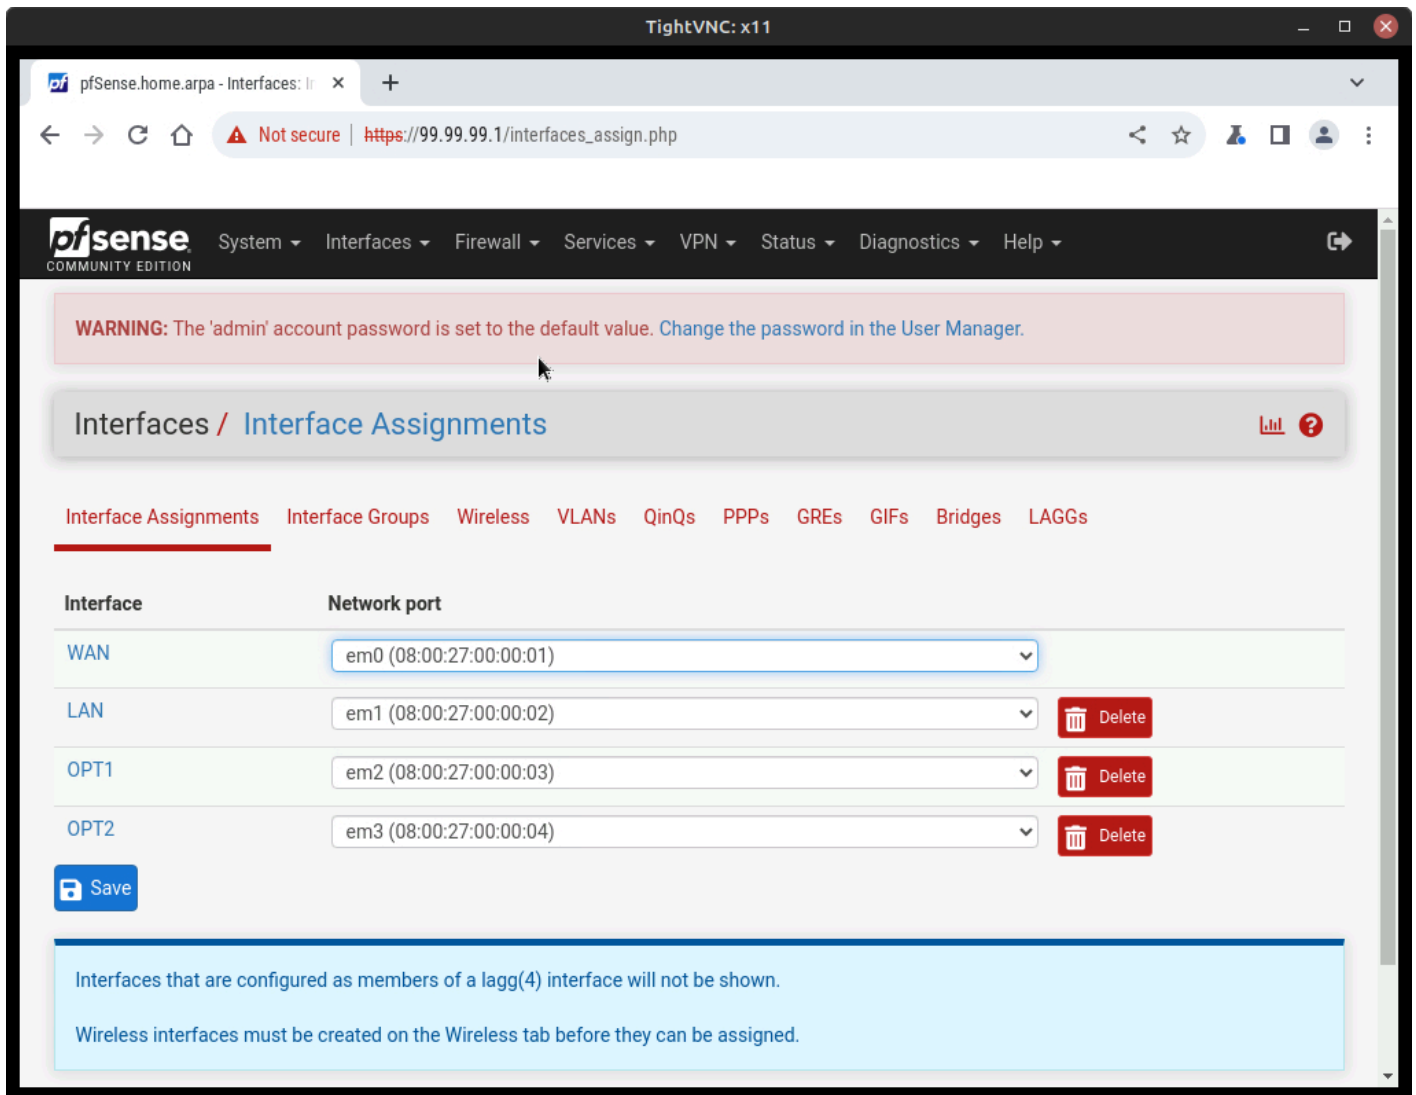 TightVNC: x11
pfSense.home.arpa - Interfaces: I
Not secure | https://99.99.99.1/interfaces_assign.php
pfsense
COMMUNITY EDITION
System Interfaces Firewall Services VPN Status Diagnostics Help
WARNING: The 'admin' account password is set to the default value. Change the password in the User Manager.
Interfaces / Interface Assignments
Interface Assignments Interface Groups Wireless VLANs QinQs PPPs GREs GIFs Bridges LAGGs
Interface Network port
WAN em0 (08:00:27:00:00:01)
LAN em1 (08:00:27:00:00:02) Delete
OPT1 em2 (08:00:27:00:00:03) Delete
OPT2 em3 (08:00:27:00:00:04) Delete
Save
Interfaces that are configured as members of a lagg(4) interface will not be shown.
Wireless interfaces must be created on the Wireless tab before they can be assigned.